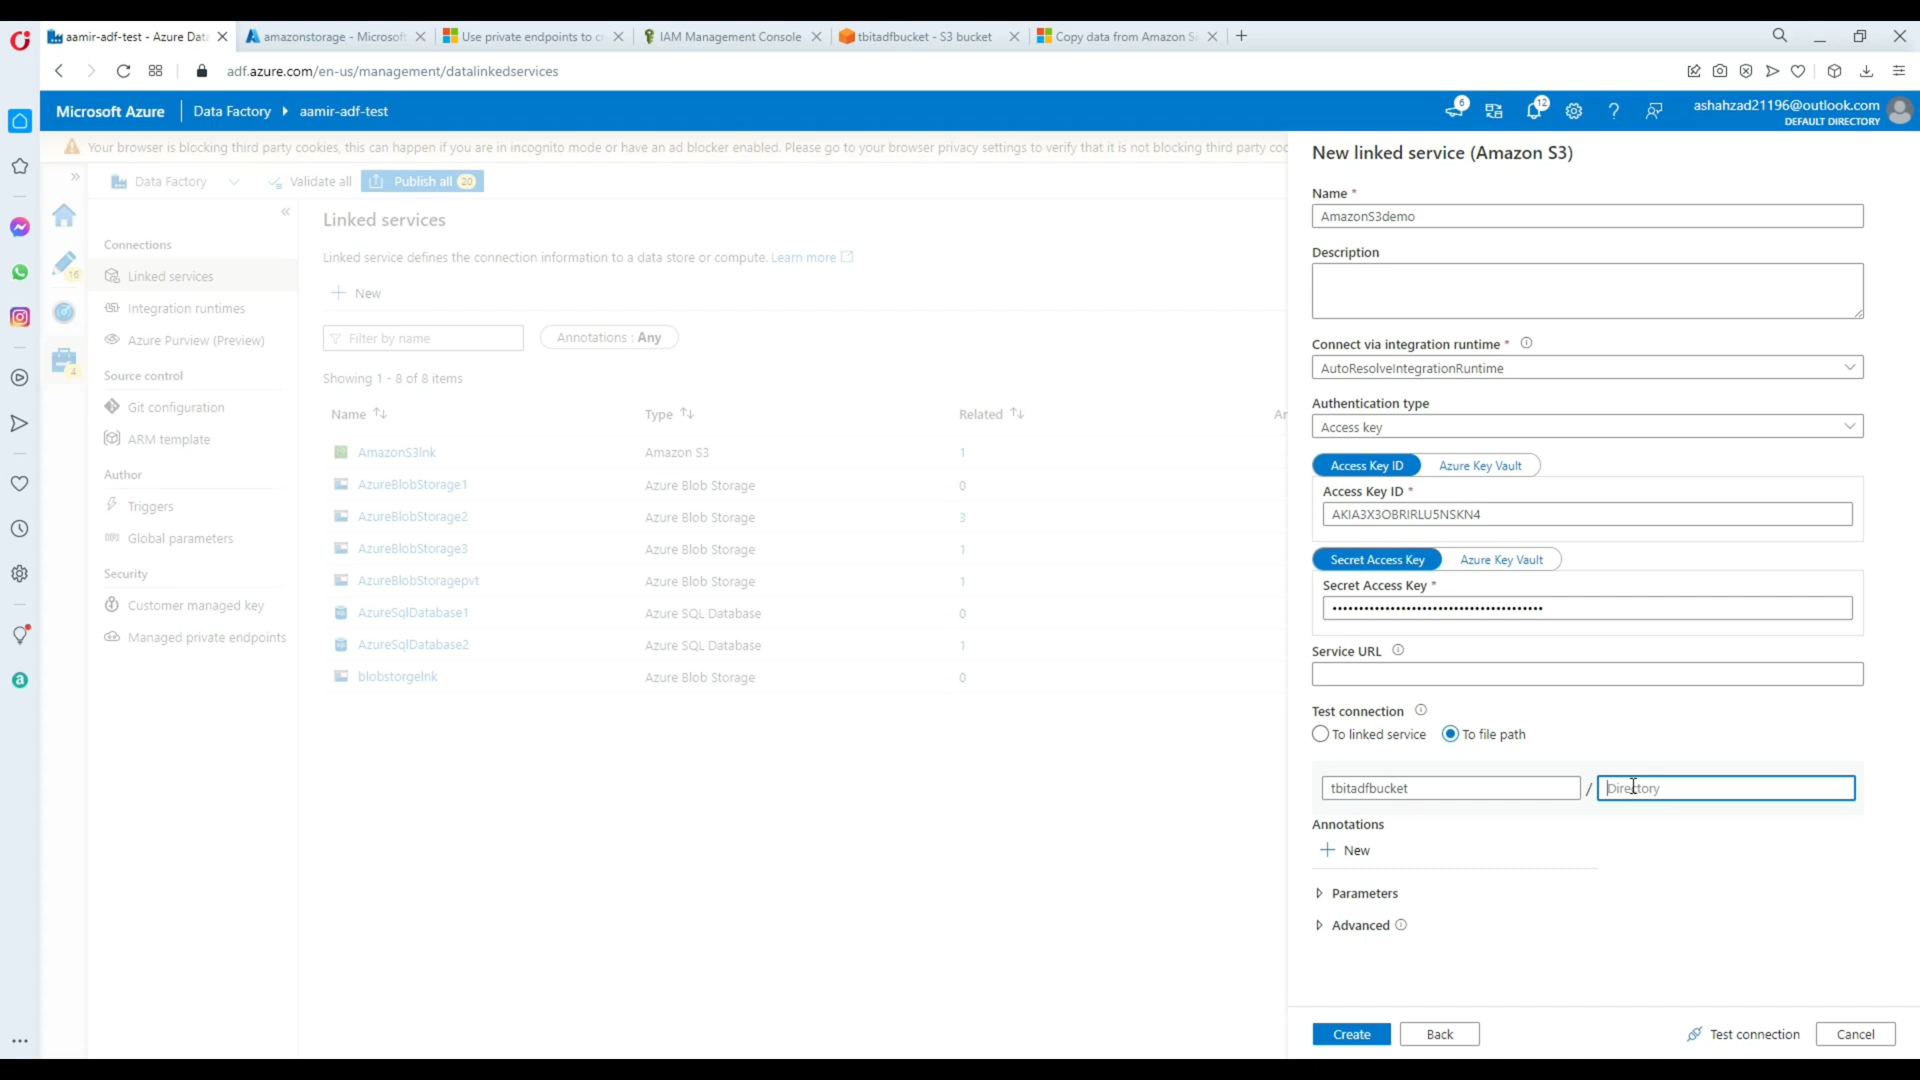 aamir-adf-test - Azure Data
amazonstorage - Microsoft
Use private endpoints to c
IAM Management Console
tbitadfbucket - S3 bucket
Copy data from Amazon S
adf.azure.com/en-us/management/datalinkedservices
Microsoft Azure
Data Factory
aamir-adf-test
6
12
ashahzad21196@outlook.com
DEFAULT DIRECTORY
Your browser is blocking third party cookies, this can happen if you are in incognito mode or have an ad blocker enabled. Please go to your browser privacy settings to verify that it is not blocking third party coo
Data Factory
Validate all
Publish all 20
16
4
Connections
Linked services
Integration runtimes
Azure Purview (Preview)
Source control
Git configuration
ARM template
Author
Triggers
Global parameters
Security
Customer managed key
Managed private endpoints
Linked services
Linked service defines the connection information to a data store or compute. Learn more
New
Filter by name
Annotations : Any
Showing 1 - 8 of 8 items
Name Type Related An
AmazonS3lnk Amazon S3 1
AzureBlobStorage1 Azure Blob Storage 0
AzureBlobStorage2 Azure Blob Storage 3
AzureBlobStorage3 Azure Blob Storage 1
AzureBlobStoragepvt Azure Blob Storage 1
AzureSqlDatabase1 Azure SQL Database 0
AzureSqlDatabase2 Azure SQL Database 1
blobstorgelnk Azure Blob Storage 0
New linked service (Amazon S3)
Name *
AmazonS3demo
Description
Connect via integration runtime *
AutoResolveIntegrationRuntime
Authentication type
Access key
Access Key ID Azure Key Vault
Access Key ID *
AKIA3X3OBRIRLU5NSKN4
Secret Access Key Azure Key Vault
Secret Access Key *
Service URL
Test connection
To linked service To file path
tbitadfbucket / Directory
Annotations
New
Parameters
Advanced
Create Back Test connection Cancel